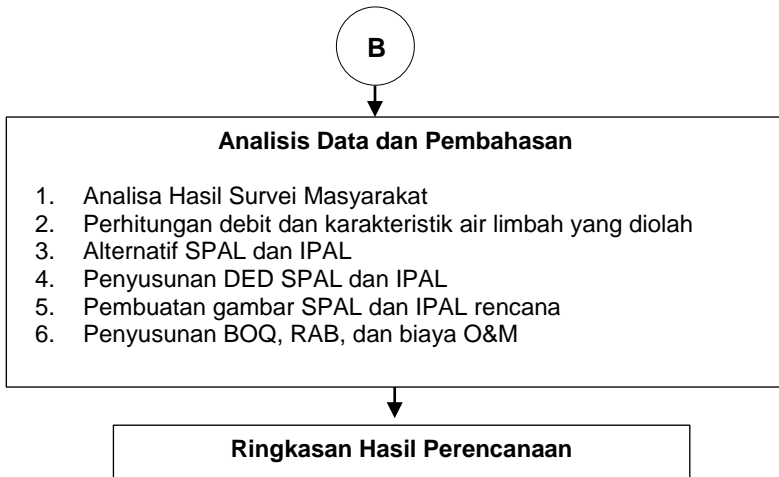 B
Analisis Data dan Pembahasan
1. Analisa Hasil Survei Masyarakat
2. Perhitungan debit dan karakteristik air limbah yang diolah
3. Alternatif SPAL dan IPAL
4. Penyusunan DED SPAL dan IPAL
5. Pembuatan gambar SPAL dan IPAL rencana
6. Penyusunan BOQ, RAB, dan biaya O&M
Ringkasan Hasil Perencanaan